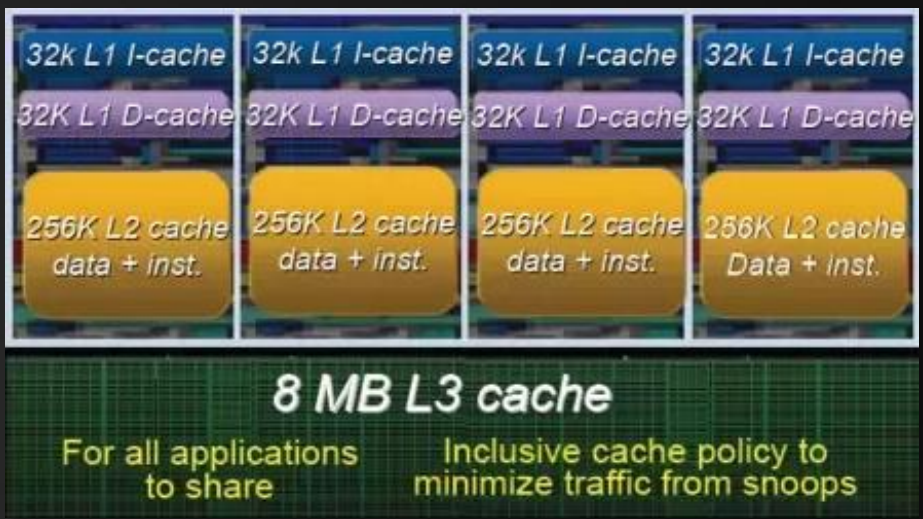 32k L1 I-cache
32K L1 D-cache
256K L2 cache
data + inst.
32k L1 I-cache
32K L1 D-cache
256K L2 cache
data + inst.
32k L1 I-cache
32K L1 D-cache
256K L2 cache
data + inst.
32k L1 I-cache
32K L1 D-cache
256K L2 cache
Data + inst.
8 MB L3 cache
For all applications
to share
Inclusive cache policy to
minimize traffic from snoops